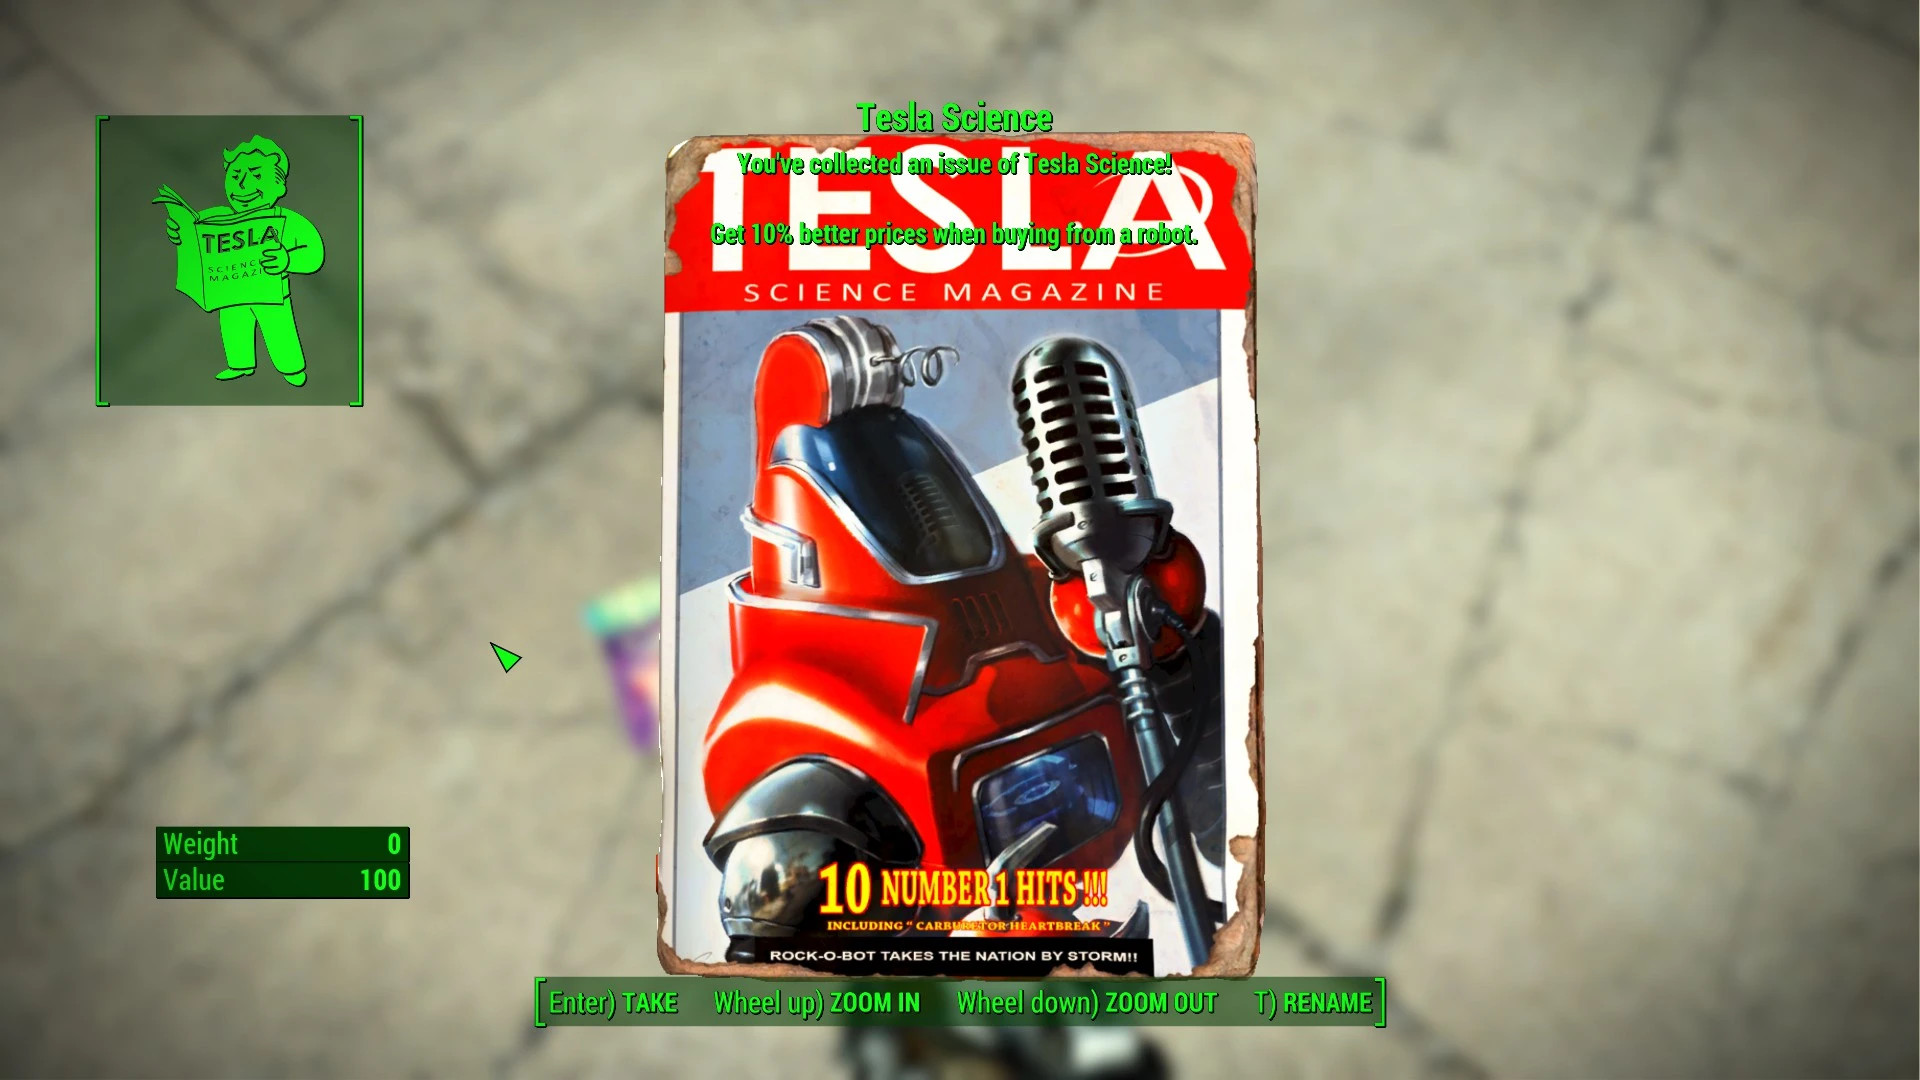 Tesla Science
You've collected an issue of Tesla Science!
Get 10% better prices when buying from a robot.
TESLA
SCIENCE MAGAZINE
TESLA
SCIENCE
MAGAZI
10 NUMBER 1 HITS !!!
INCLUDING " CARBURETOR HEARTBREAK "
ROCK-O-BOT TAKES THE NATION BY STORM!!
Weight 0
Value 100
Enter) TAKE Wheel up) ZOOM IN Wheel down) ZOOM OUT T) RENAME